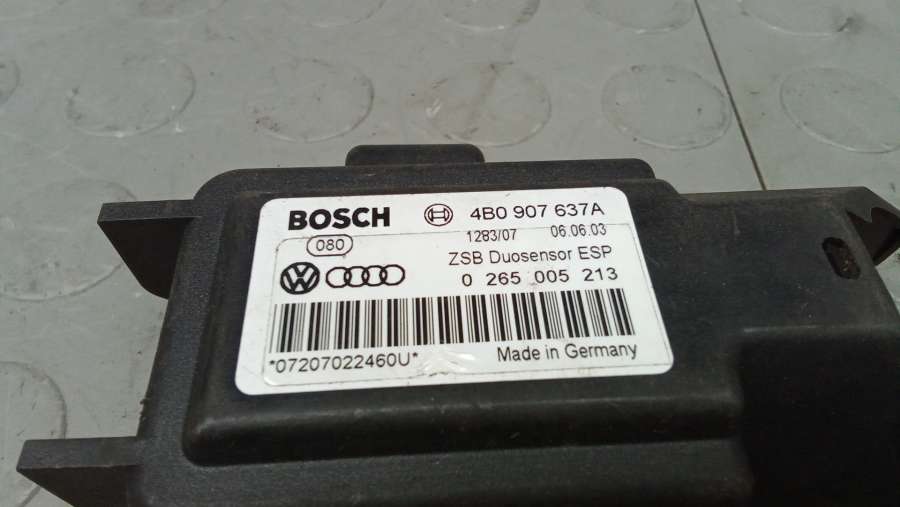 BOSCH 4B0 907 637A
080 1283/07 06.06.03
ZSB Duosensor ESP
0 265 005 213
*07207022460U* Made in Germany